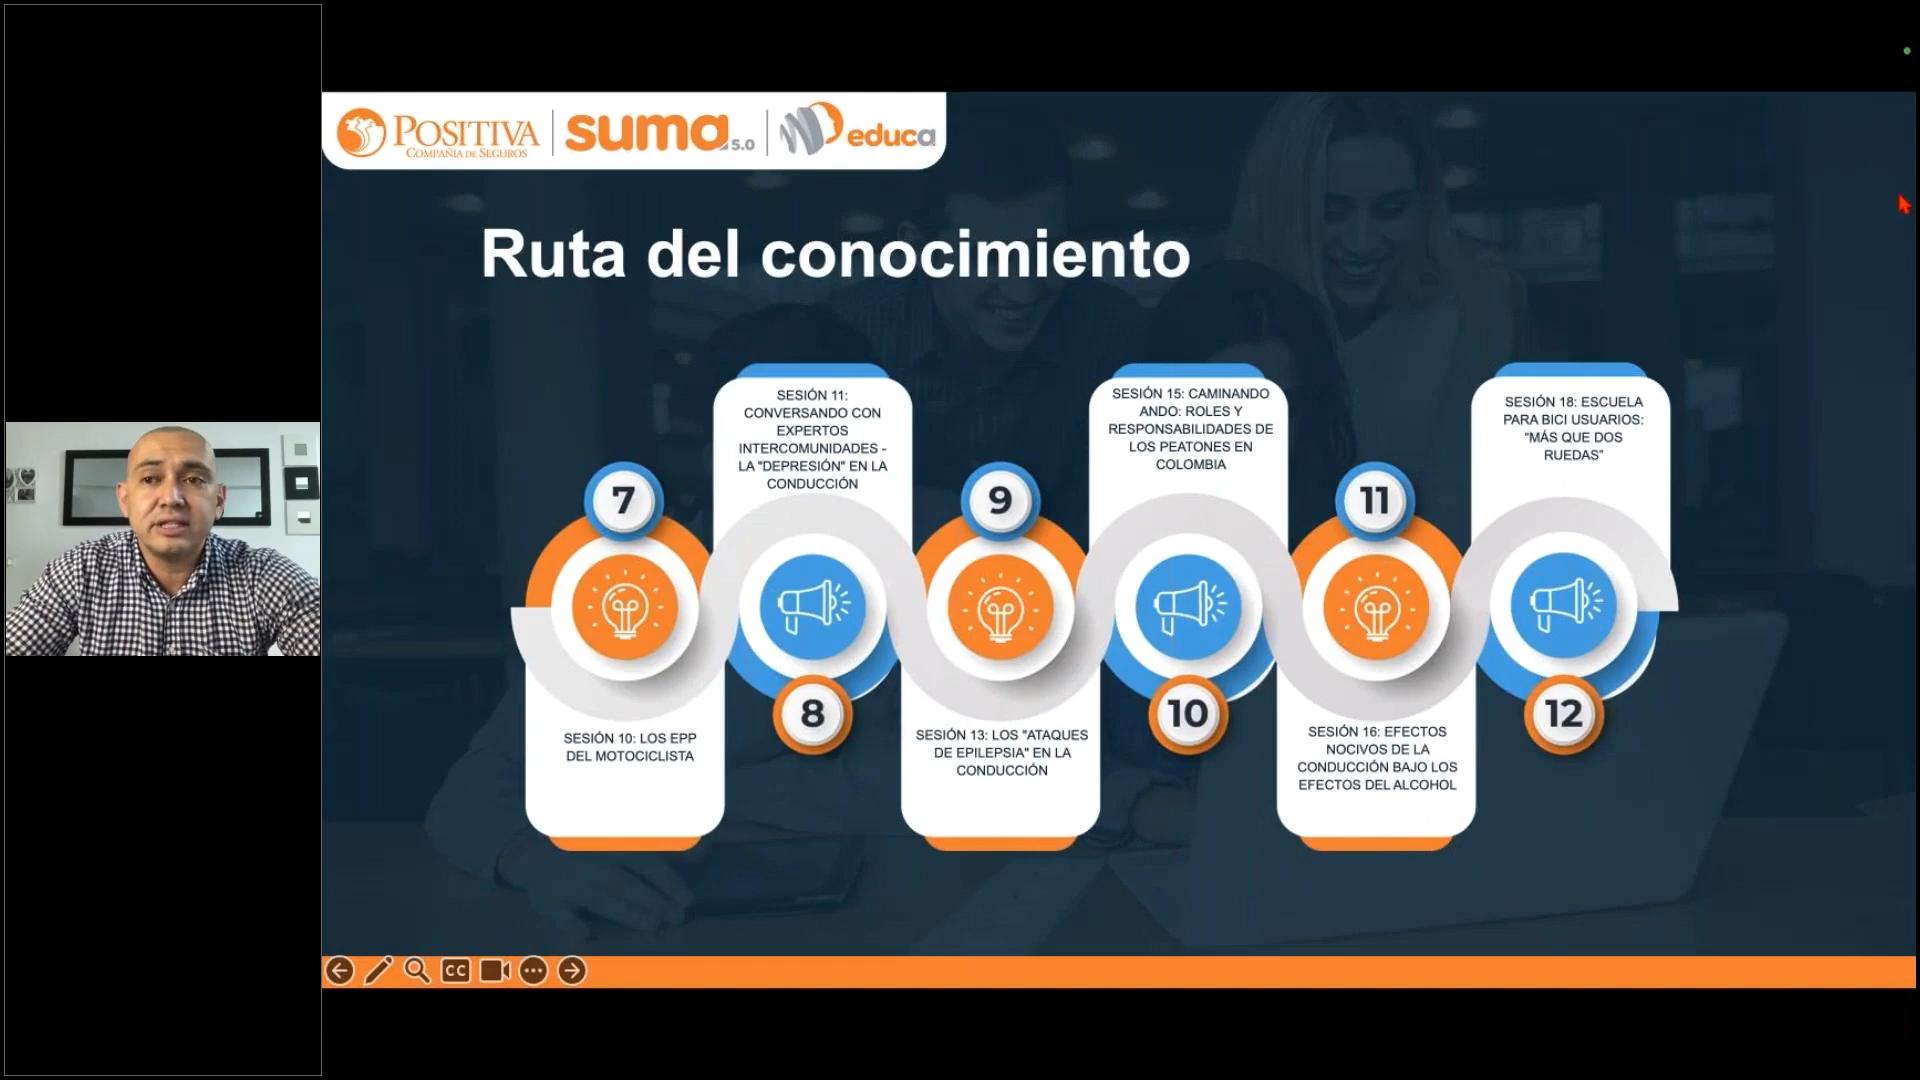 POSITIVA
COMPAÑIA DE SEGUROS
suma 5.0
educa
Ruta del conocimiento
7
SESIÓN 10: LOS EPP
DEL MOTOCICLISTA
SESIÓN 11:
CONVERSANDO CON
EXPERTOS
INTERCOMUNIDADES -
LA "DEPRESIÓN" EN LA
CONDUCCIÓN
8
9
SESIÓN 13: LOS "ATAQUES
DE EPILEPSIA" EN LA
CONDUCCIÓN
SESIÓN 15: CAMINANDO
ANDO: ROLES Y
RESPONSABILIDADES DE
LOS PEATONES EN
COLOMBIA
10
11
SESIÓN 16: EFECTOS
NOCIVOS DE LA
CONDUCCIÓN BAJO LOS
EFECTOS DEL ALCOHOL
SESIÓN 18: ESCUELA
PARA BICI USUARIOS:
“MÁS QUE DOS
RUEDAS”
12
CC